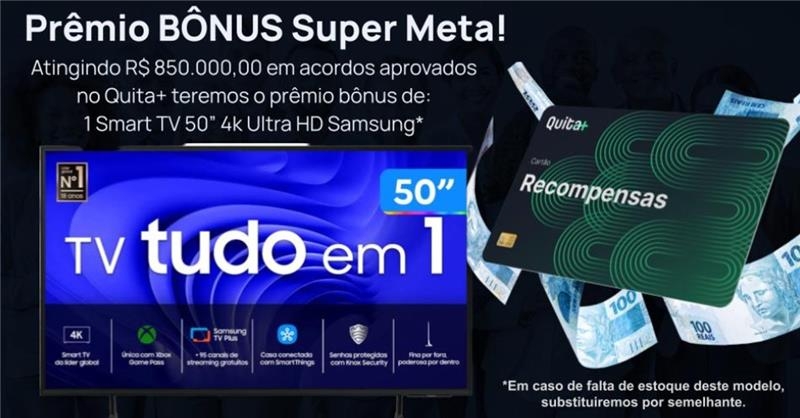 Prêmio BÔNUS Super Meta!
Atingindo R$ 850.000,00 em acordos aprovados
no Quita+ teremos o prêmio bônus de:
1 Smart TV 50” 4k Ultra HD Samsung*
Nº1
50”
TV tudo em 1
4K
Smart TV
do líder global
Única com Xbox
Game Pass
Samsung
TV Plus
+ 95 canais de
streaming gratuitos
Casa conectada
com SmartThings
Senhas protegidas
com Knox Security
Fina por fora,
poderosa por dentro
Quita+
Cartão
Recompensas
100
100
100
REAIS
100
*Em caso de falta de estoque deste modelo,
substituiremos por semelhante.